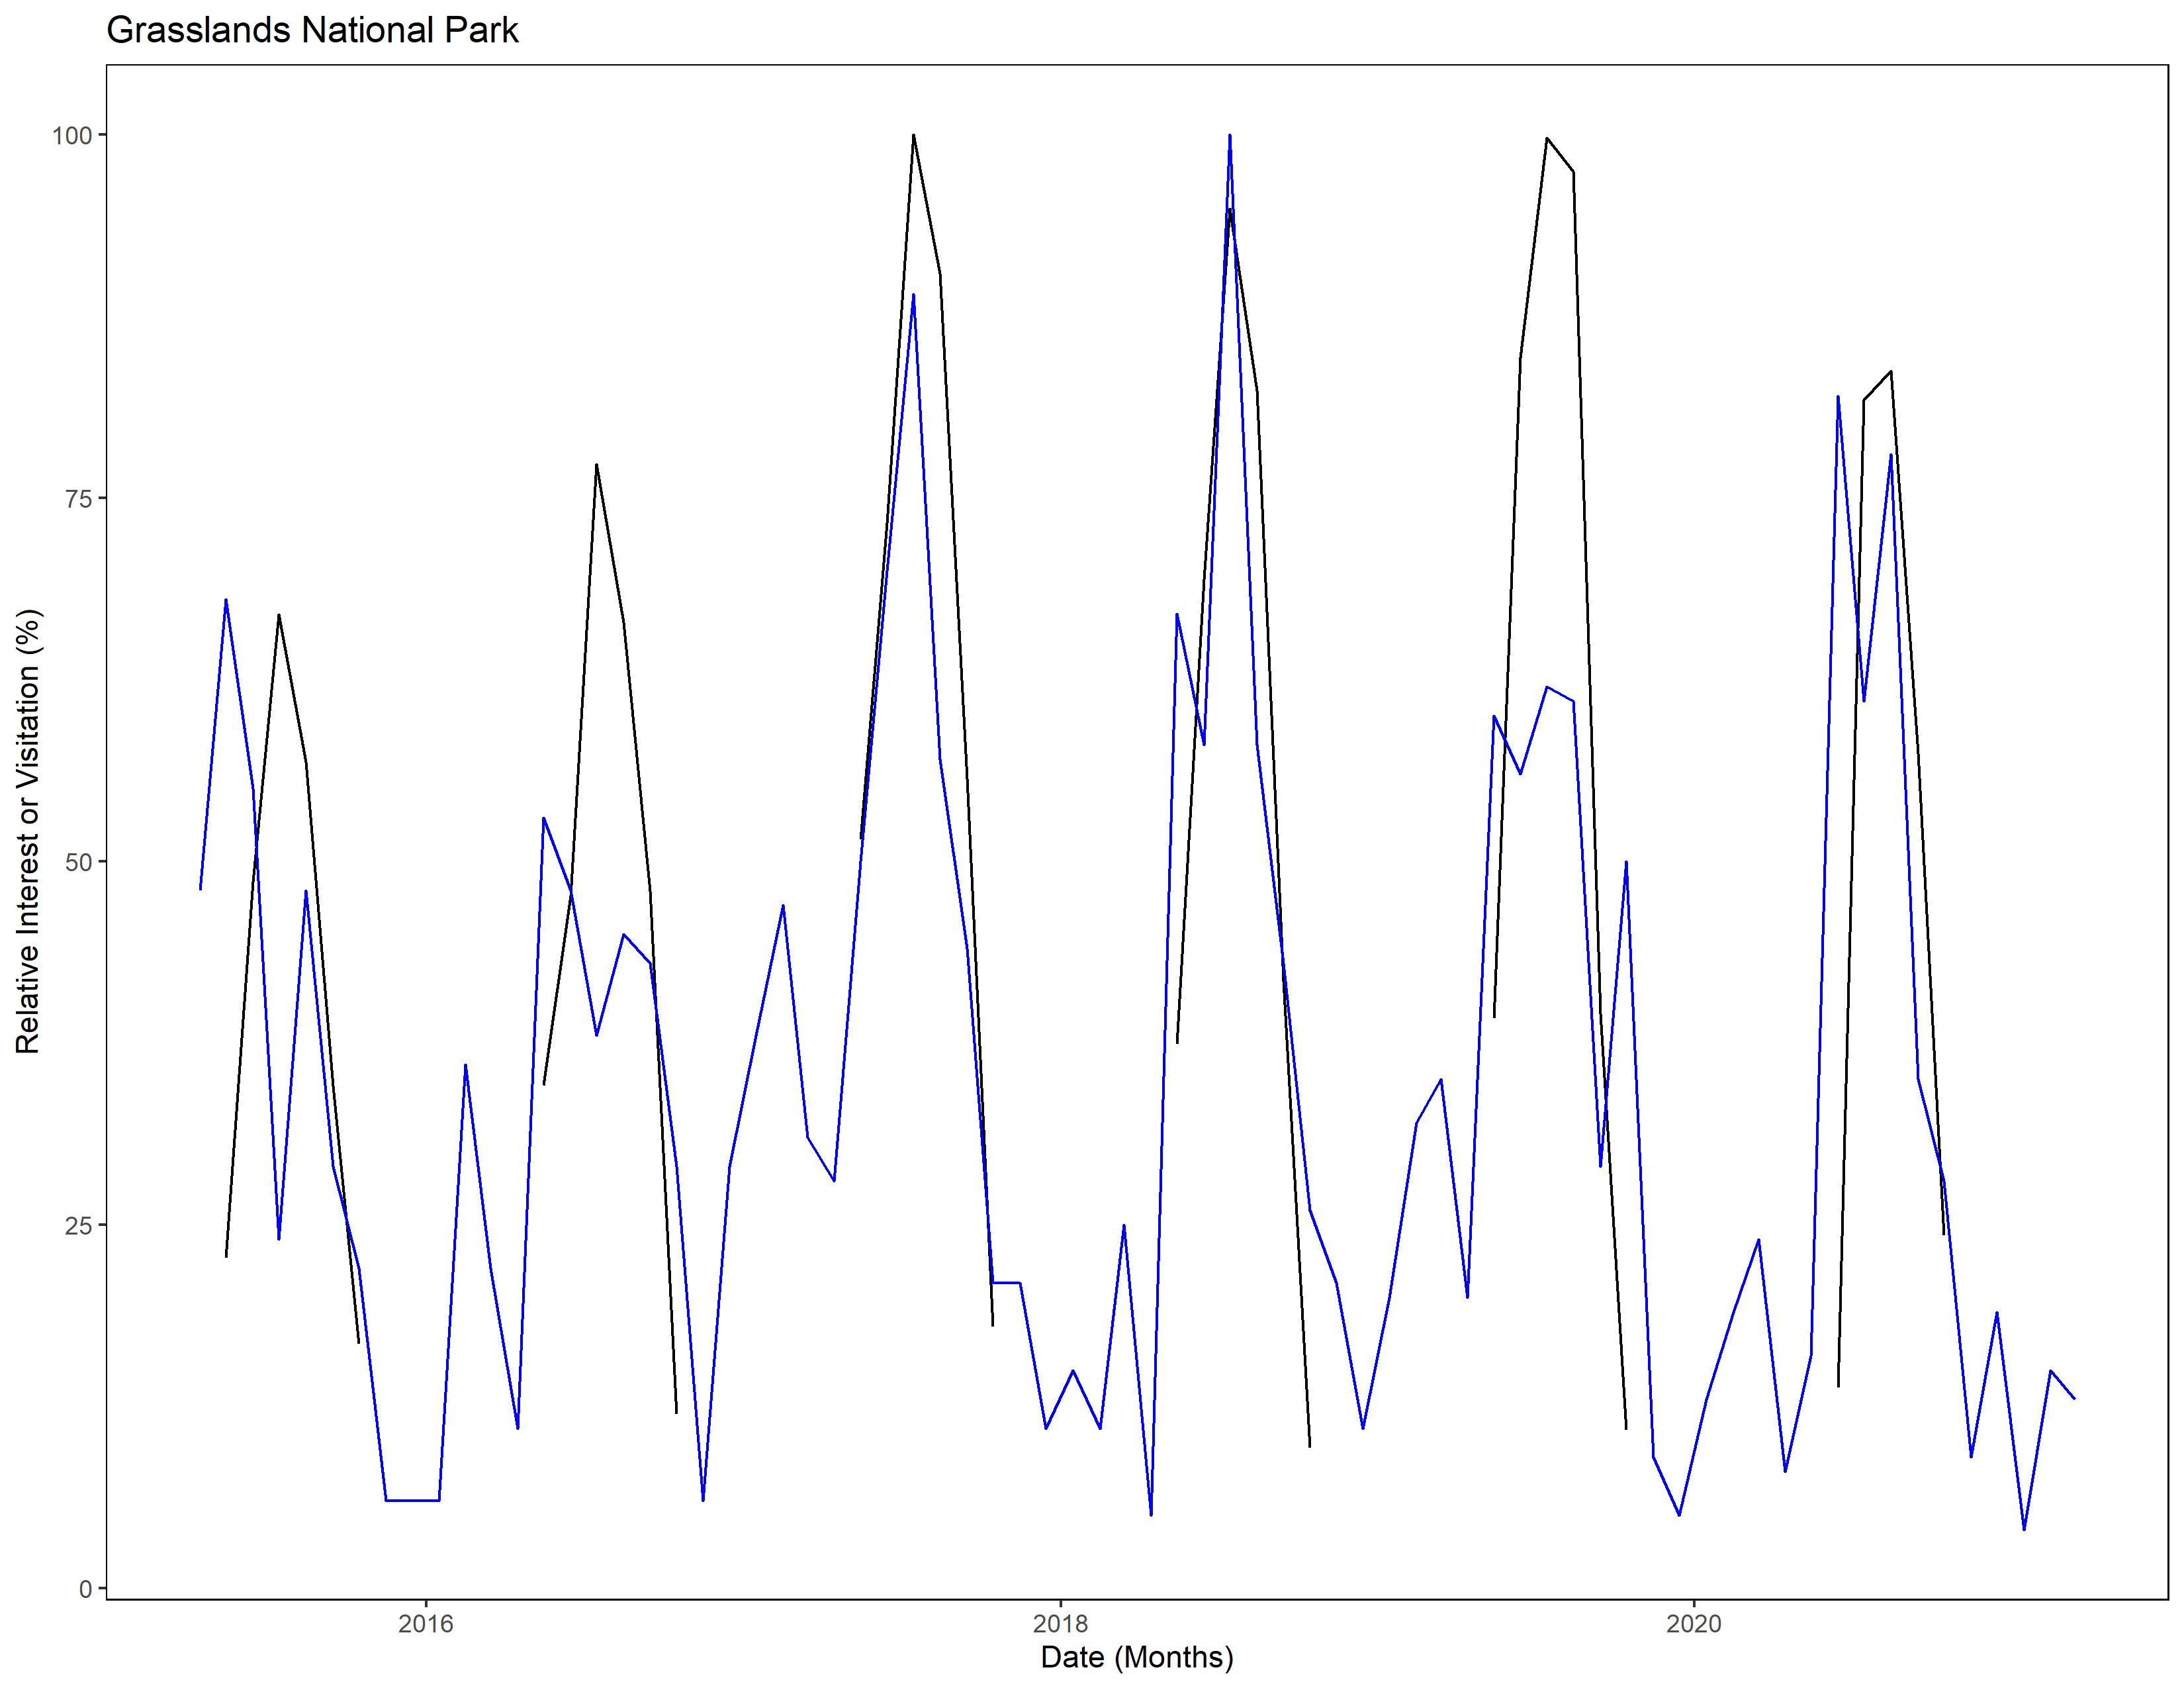 Grasslands National Park
Relative Interest or Visitation (%)
100
75
50
25
0
2016 2018 2020
Date (Months)